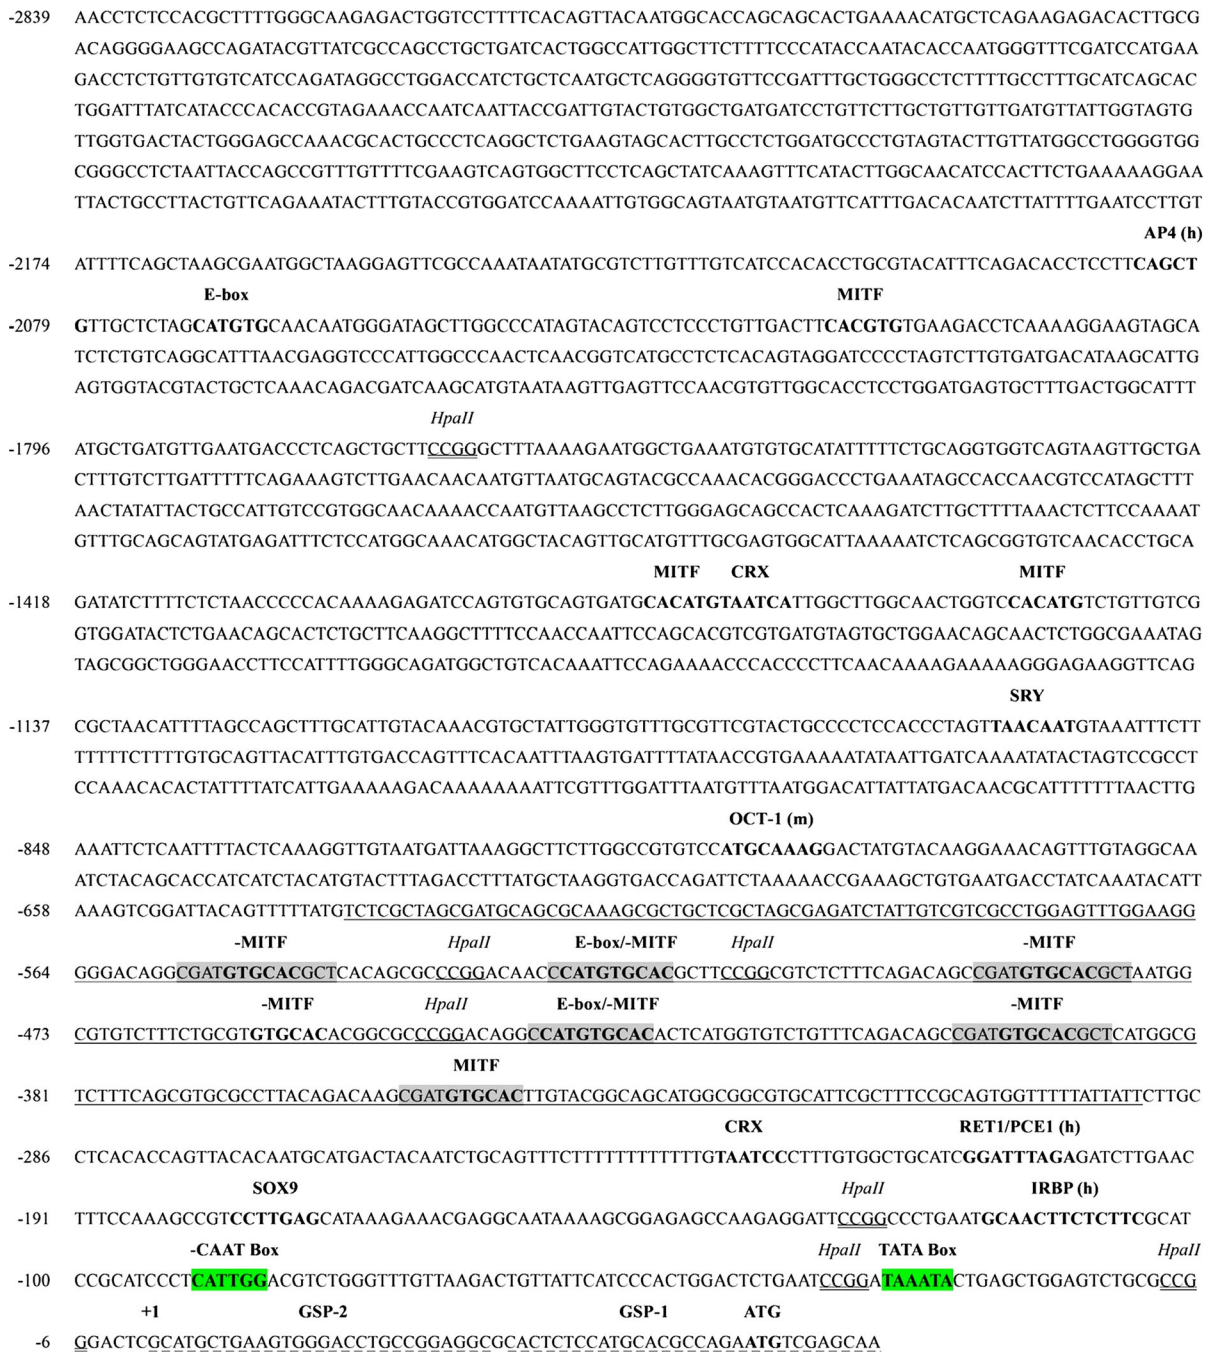 -2839 AACCTCTCCACGCTTTTGGGCAAGAGACTGGTCCTTTTCACAGTTACAATGGCACCAGCAGCACTGAAAACATGCTCAGAAGAGACACTTGCG
ACAGGGGAAGCCAGATACGTTATCGCCAGCCTGCTGATCACTGGCCATTGGCTTCTTTTCCCATACCAATACACCAATGGGTTTCGATCCATGAA
GACCTCTGTTGTGTCATCCAGATAGGCCTGGACCATCTGCTCAATGCTCAGGGGTGTTCCGATTTGCTGGGCCTCTTTTGCCTTTGCATCAGCAC
TGGATTTATCATACCCACACCGTAGAAACCAATCAATTACCGATTGTACTGTGGCTGATGATCCTGTTCTTGCTGTTGTTGATGTTATTGGTAGTG
TTGGTGACTACTGGGAGCCAAACGCACTGCCCTCAGGCTCTGAAGTAGCACTTGCCTCTGGATGCCCTGTAGTACTTGTTATGGCCTGGGGTGG
CGGGCCTCTAATTACCAGCCGTTTGTTTTCGAAGTCAGTGGCTTCCTCAGCTATCAAAGTTTCATACTTGGCAACATCCACTTCTGAAAAAGGAA
TTACTGCCTTACTGTTCAGAAATACTTTGTACCGTGGATCCAAAATTGTGGCAGTAATGTAATGTTCATTTGACACAATCTTATTTTGAATCCTTGT
AP4 (h)
-2174 ATTTTCAGCTAAGCGAATGGCTAAGGAGTTCGCCAAATAATATGCGTCTTGTTTGTCATCCACACCTGCGTACATTTCAGACACCTCCTTCAGCT
E-box MITF
-2079 GTTGCTCTAGCATGTGCAACAATGGGATAGCTTGGCCCATAGTACAGTCCTCCCTGTTGACTTCACGTGTGAAGACCTCAAAAGGAAGTAGCA
TCTCTGTCAGGCATTTAACGAGGTCCCATTGGCCCAACTCAACGGTCATGCCTCTCACAGTAGGATCCCCTAGTCTTGTGATGACATAAGCATTG
AGTGGTACGTACTGCTCAAACAGACGATCAAGCATGTAATAAGTTGAGTTCCAACGTGTTGGCACCTCCTGGATGAGTGCTTTGACTGGCATTT
HpaII
-1796 ATGCTGATGTTGAATGACCCTCAGCTGCTTCCGGGCTTTAAAAGAATGGCTGAAATGTGTGCATATTTTTCTGCAGGTGGTCAGTAAGTTGCTGA
CTTTGTCTTGATTTTTCAGAAAGTCTTGAACAACAATGTTAATGCAGTACGCCAAACACGGGACCCTGAAATAGCCACCAACGTCCATAGCTTT
AACTATATTACTGCCATTGTCCGTGGCAACAAAACCAATGTTAAGCCTCTTGGGAGCAGCCACTCAAAGATCTTGCTTTTAAACTCTTCCAAAAT
GTTTGCAGCAGTATGAGATTTCTCCATGGCAAACATGGCTACAGTTGCATGTTTGCGAGTGGCATTAAAAATCTCAGCGGTGTCAACACCTGCA
MITF CRX MITF
-1418 GATATCTTTTCTCTAACCCCCACAAAAGAGATCCAGTGTGCAGTGATGCACATGTAATCATTGGCTTGGCAACTGGTCCACATGTCTGTTGTCG
GTGGATACTCTGAACAGCACTCTGCTTCAAGGCTTTTCCAACCAATTCCAGCACGTCGTGATGTAGTGCTGGAACAGCAACTCTGGCGAAATAG
TAGCGGCTGGGAACCTTCCATTTTGGGCAGATGGCTGTCACAAATTCCAGAAAACCCACCCCTTCAACAAAAGAAAAAGGGAGAAGGTTCAG
SRY
-1137 CGCTAACATTTTAGCCAGCTTTGCATTGTACAAACGTGCTATTGGGTGTTTGCGTTCGTACTGCCCCTCCACCCTAGTTAACAATGTAAATTTCTT
TTTTTCTTTTGTGCAGTTACATTTGTGACCAGTTTCACAATTTAAGTGATTTTATAACCGTGAAAAATATAATTGATCAAAATATACTAGTCCGCCT
CCAAACACACTATTTTATCATTGAAAAAGACAAAAAAAATTCGTTTGGATTTAATGTTTAATGGACATTATTATGACAACGCATTTTTTTAACTTG
OCT-1 (m)
-848 AAATTCTCAATTTTACTCAAAGGTTGTAATGATTAAAGGCTTCTTGGCCGTGTCCATGCAAAGGACTATGTACAAGGAAACAGTTTGTAGGCAA
ATCTACAGCACCATCATCTACATGTACTTTAGACCTTTATGCTAAGGTGACCAGATTCTAAAAACCGAAAGCTGTGAATGACCTATCAAATACATT
-658 AAAGTCGGATTACAGTTTTTATGTCTCGCTAGCGATGCAGCGCAAAGCGCTGCTCGCTAGCGAGATCTATTGTCGTCGCCTGGAGTTTGGAAGG
-MITF HpaII E-box/-MITF HpaII -MITF
-564 GGGACAGGCGATGTGCACGCTCACAGCGCCCGGACAACCCATGTGCACGCTTCCGGCGTCTCTTTCAGACAGCCGATGTGCACGCTAATGG
-MITF HpaII E-box/-MITF -MITF
-473 CGTGTCTTTCTGCGTGTGCACACGGCGCCCGGACAGGCCATGTGCACACTCATGGTGTCTGTTTCAGACAGCCGATGTGCACGCTCATGGCG
MITF
-381 TCTTTCAGCGTGCGCCTTACAGACAAGCGATGTGCACTTGTACGGCAGCATGGCGGCGTGCATTCGCTTTCCGCAGTGGTTTTTATTATTCTTGC
CRX RET1/PCE1 (h)
-286 CTCACACCAGTTACACAATGCATGACTACAATCTGCAGTTTCTTTTTTTTTTTTGTAATCCCTTTGTGGCTGCATCGGATTTAGAGATCTTGAAC
SOX9 HpaII IRBP (h)
-191 TTTCCAAAGCCGTCCTTGAGCATAAAGAAACGAGGCAATAAAAGCGGAGAGCCAAGAGGATTCCGGCCCTGAATGCAACTTCTCTTCGCAT
-CAAT Box HpaII TATA Box HpaII
-100 CCGCATCCCTCATTGGACGTCTGGGTTTGTTAAGACTGTTATTCATCCCACTGGACTCTGAATCCGGATAAATACTGAGCTGGAGTCTGCGCCG
+1 GSP-2 GSP-1 ATG
-6 GGACTCGCATGCTGAAGTGGGACCTGCCGGAGGCGCACTCTCCATGCACGCCAGAATGTCGAGCAA